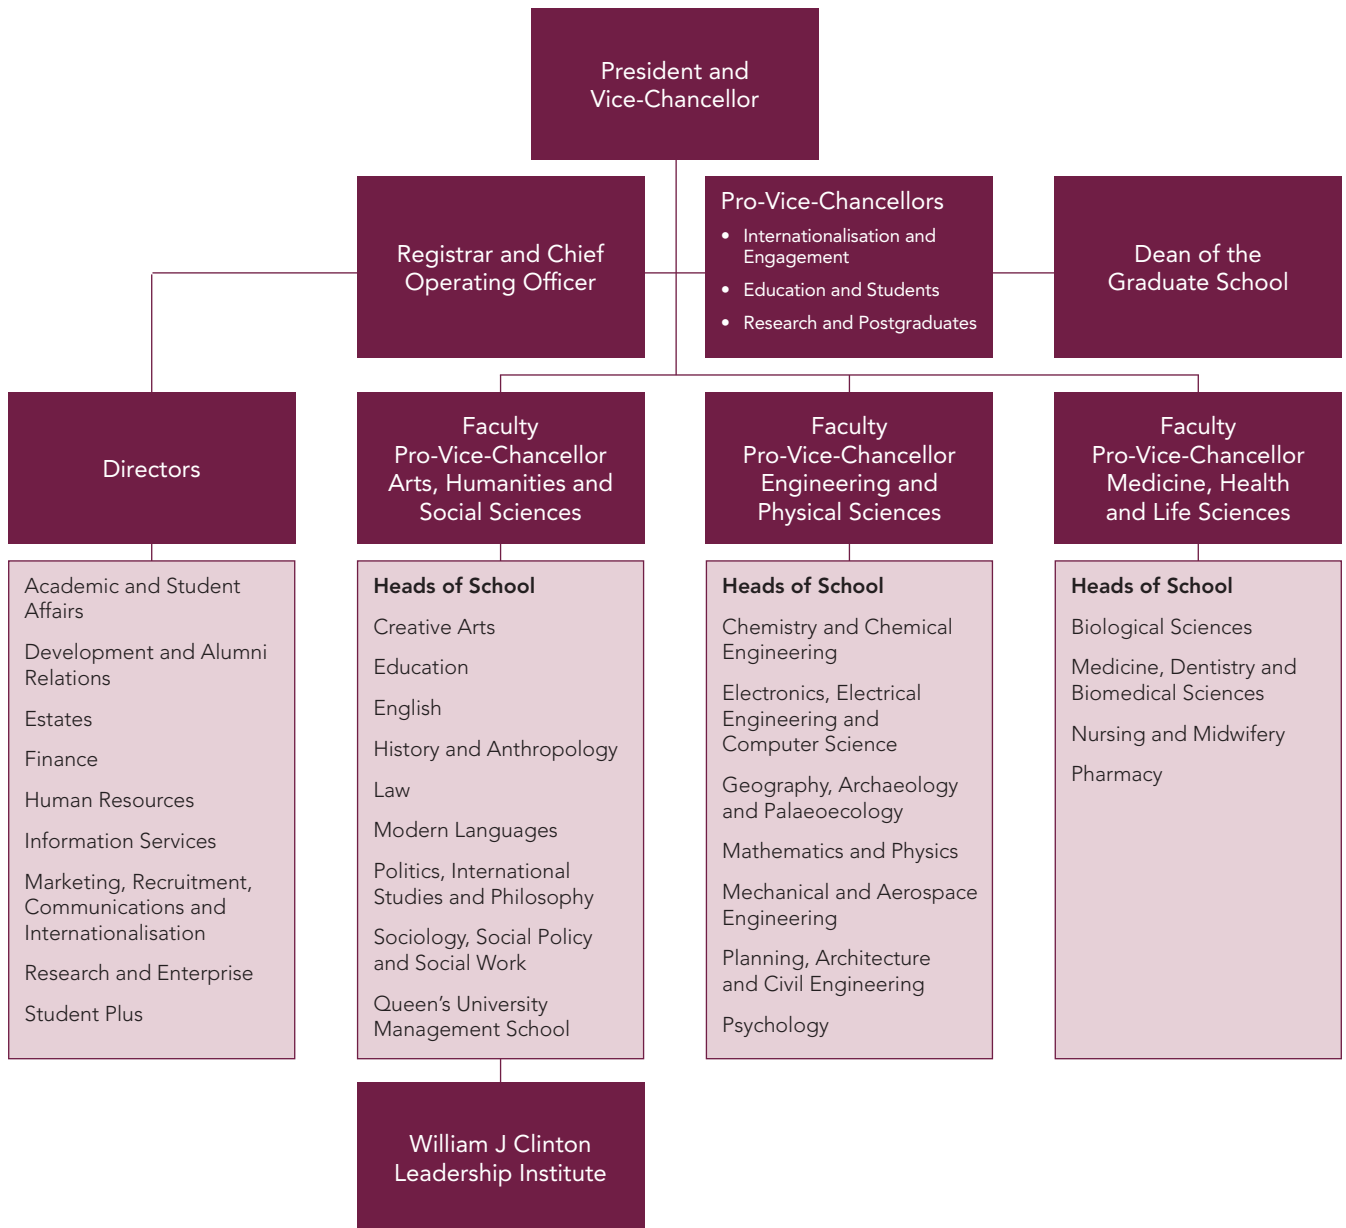 President and
Vice-Chancellor
Registrar and Chief
Operating Officer
Pro-Vice-Chancellors
• Internationalisation and
Engagement
• Education and Students
• Research and Postgraduates
Dean of the
Graduate School
Directors
Faculty
Pro-Vice-Chancellor
Arts, Humanities and
Social Sciences
Faculty
Pro-Vice-Chancellor
Engineering and
Physical Sciences
Faculty
Pro-Vice-Chancellor
Medicine, Health
and Life Sciences
Academic and Student
Affairs
Development and Alumni
Relations
Estates
Finance
Human Resources
Information Services
Marketing, Recruitment,
Communications and
Internationalisation
Research and Enterprise
Student Plus
Heads of School
Creative Arts
Education
English
History and Anthropology
Law
Modern Languages
Politics, International
Studies and Philosophy
Sociology, Social Policy
and Social Work
Queen’s University
Management School
Heads of School
Chemistry and Chemical
Engineering
Electronics, Electrical
Engineering and
Computer Science
Geography, Archaeology
and Palaeoecology
Mathematics and Physics
Mechanical and Aerospace
Engineering
Planning, Architecture
and Civil Engineering
Psychology
Heads of School
Biological Sciences
Medicine, Dentistry and
Biomedical Sciences
Nursing and Midwifery
Pharmacy
William J Clinton
Leadership Institute